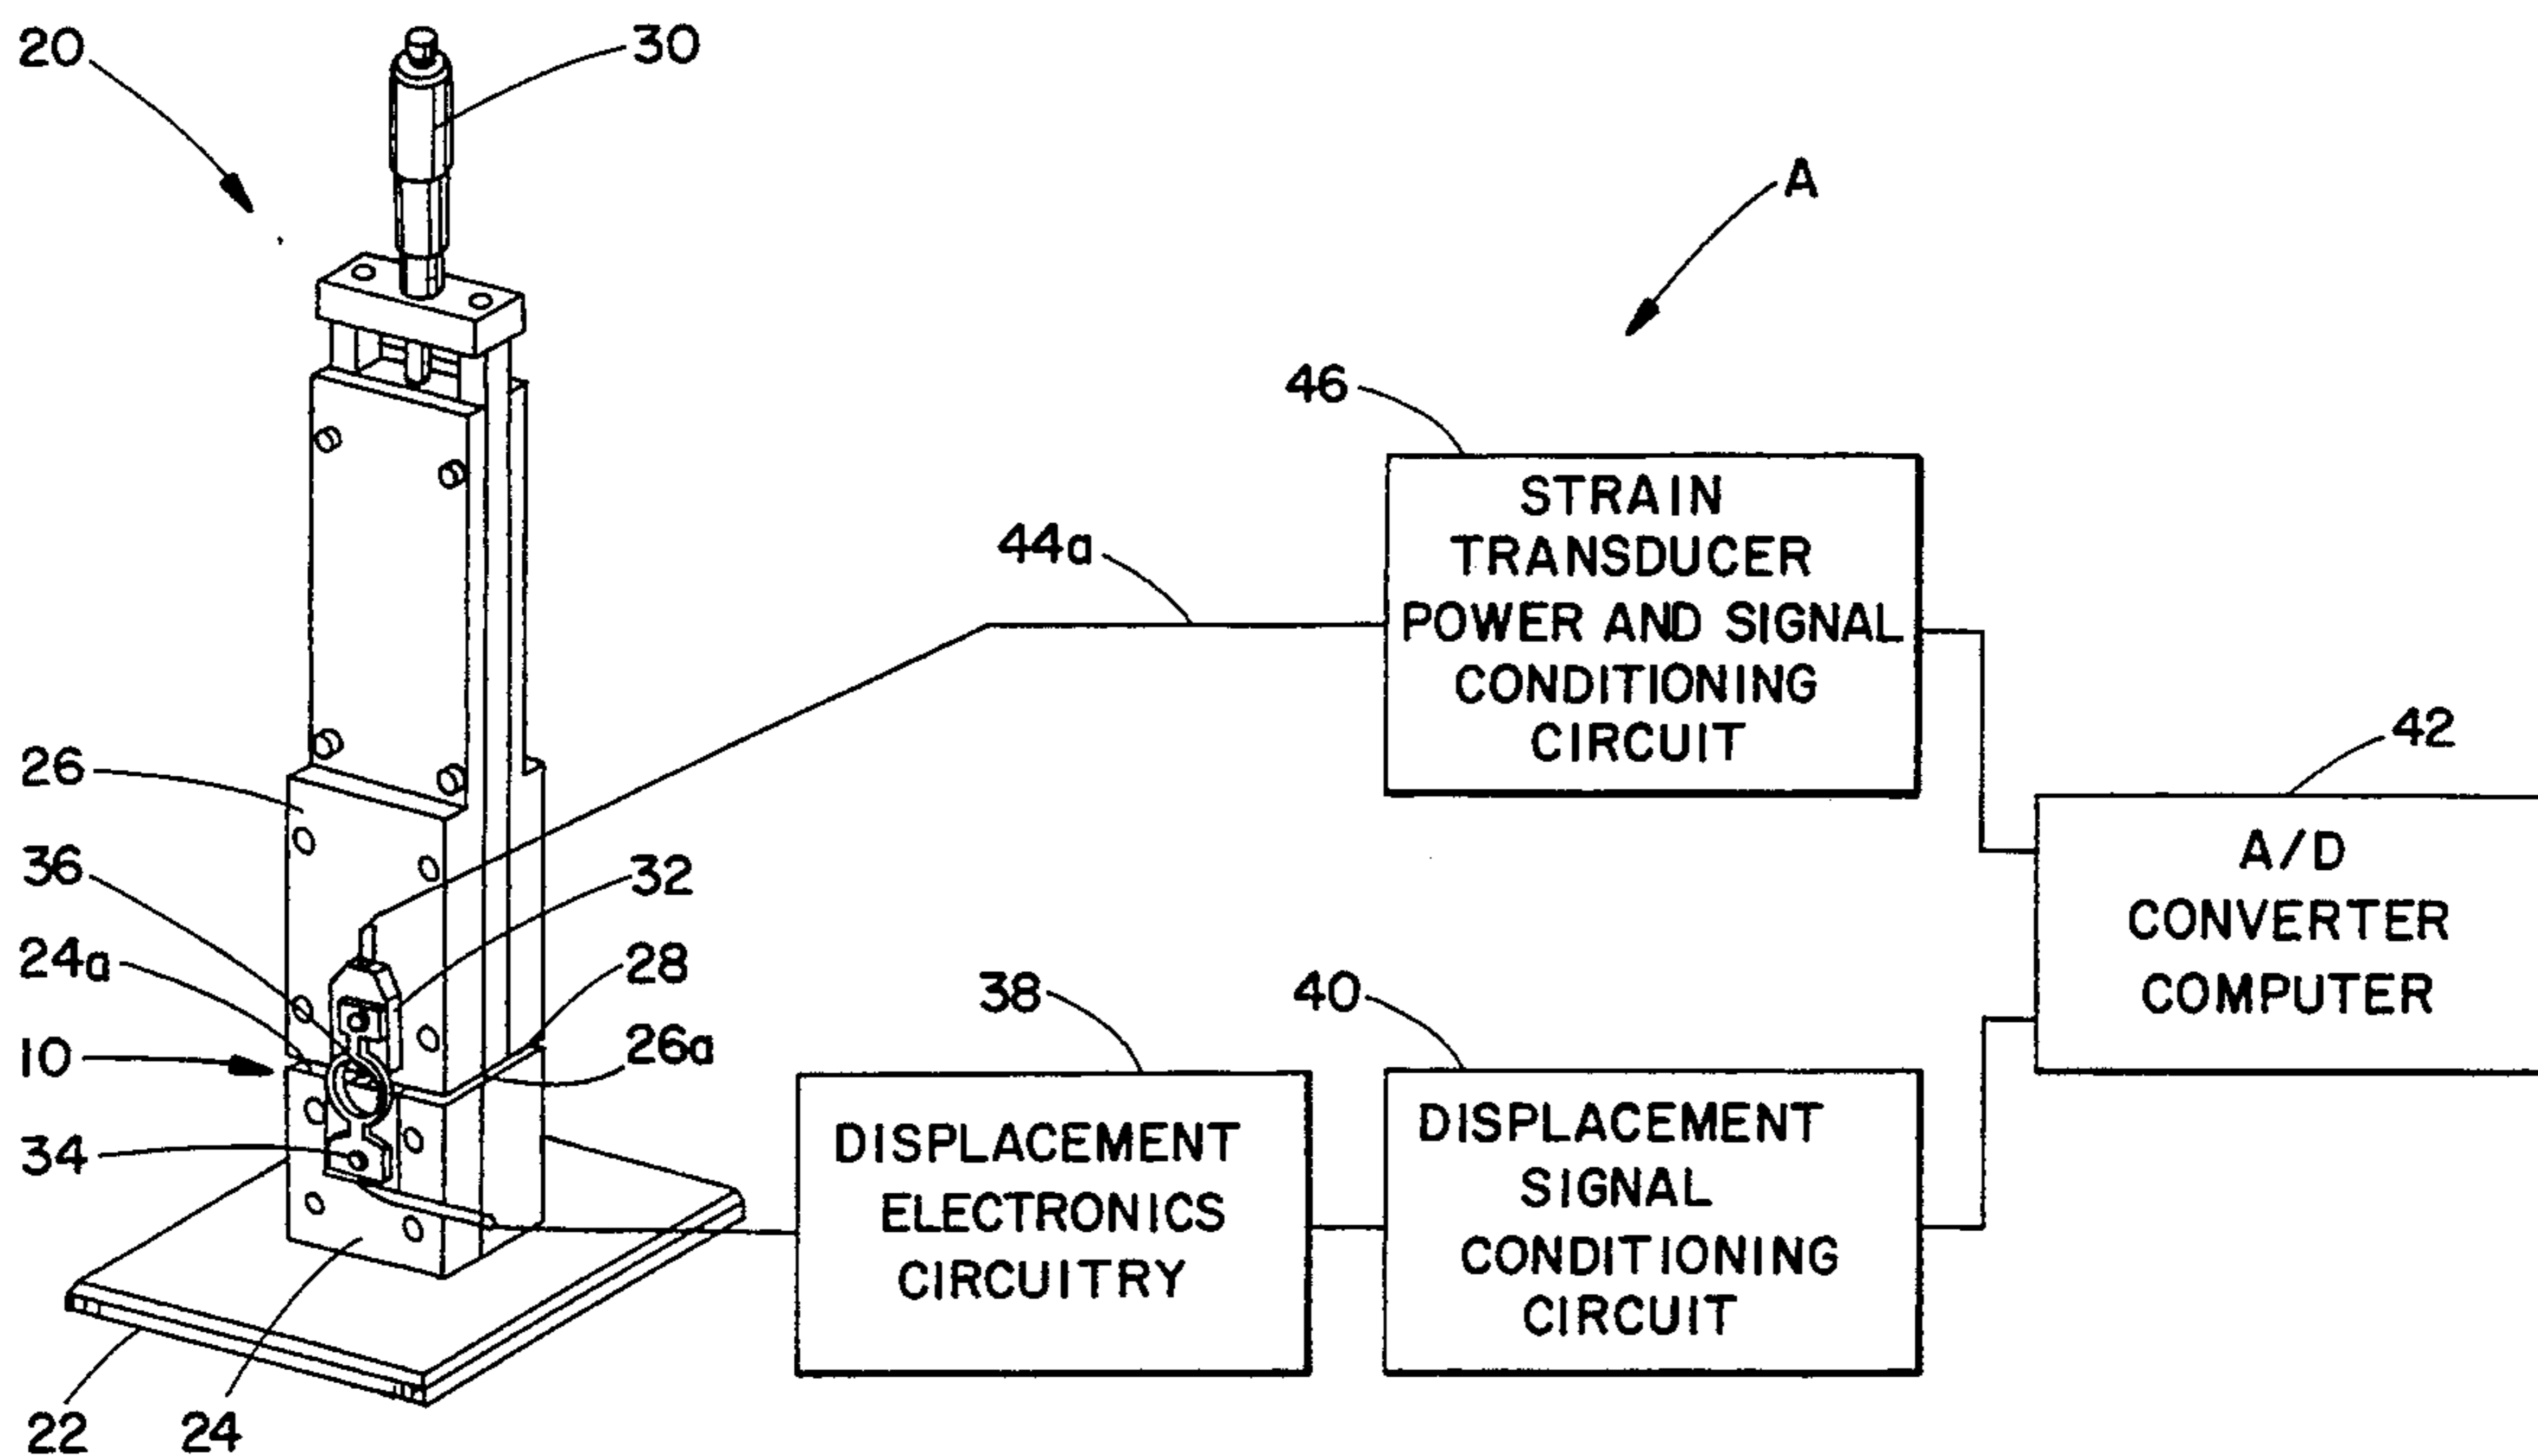 20
30
A
46
STRAIN
TRANSDUCER
POWER AND SIGNAL
CONDITIONING
CIRCUIT
44a
42
A/D
CONVERTER
COMPUTER
26
36
32
24a
28
10
26a
34
38
DISPLACEMENT
ELECTRONICS
CIRCUITRY
40
DISPLACEMENT
SIGNAL
CONDITIONING
CIRCUIT
22
24